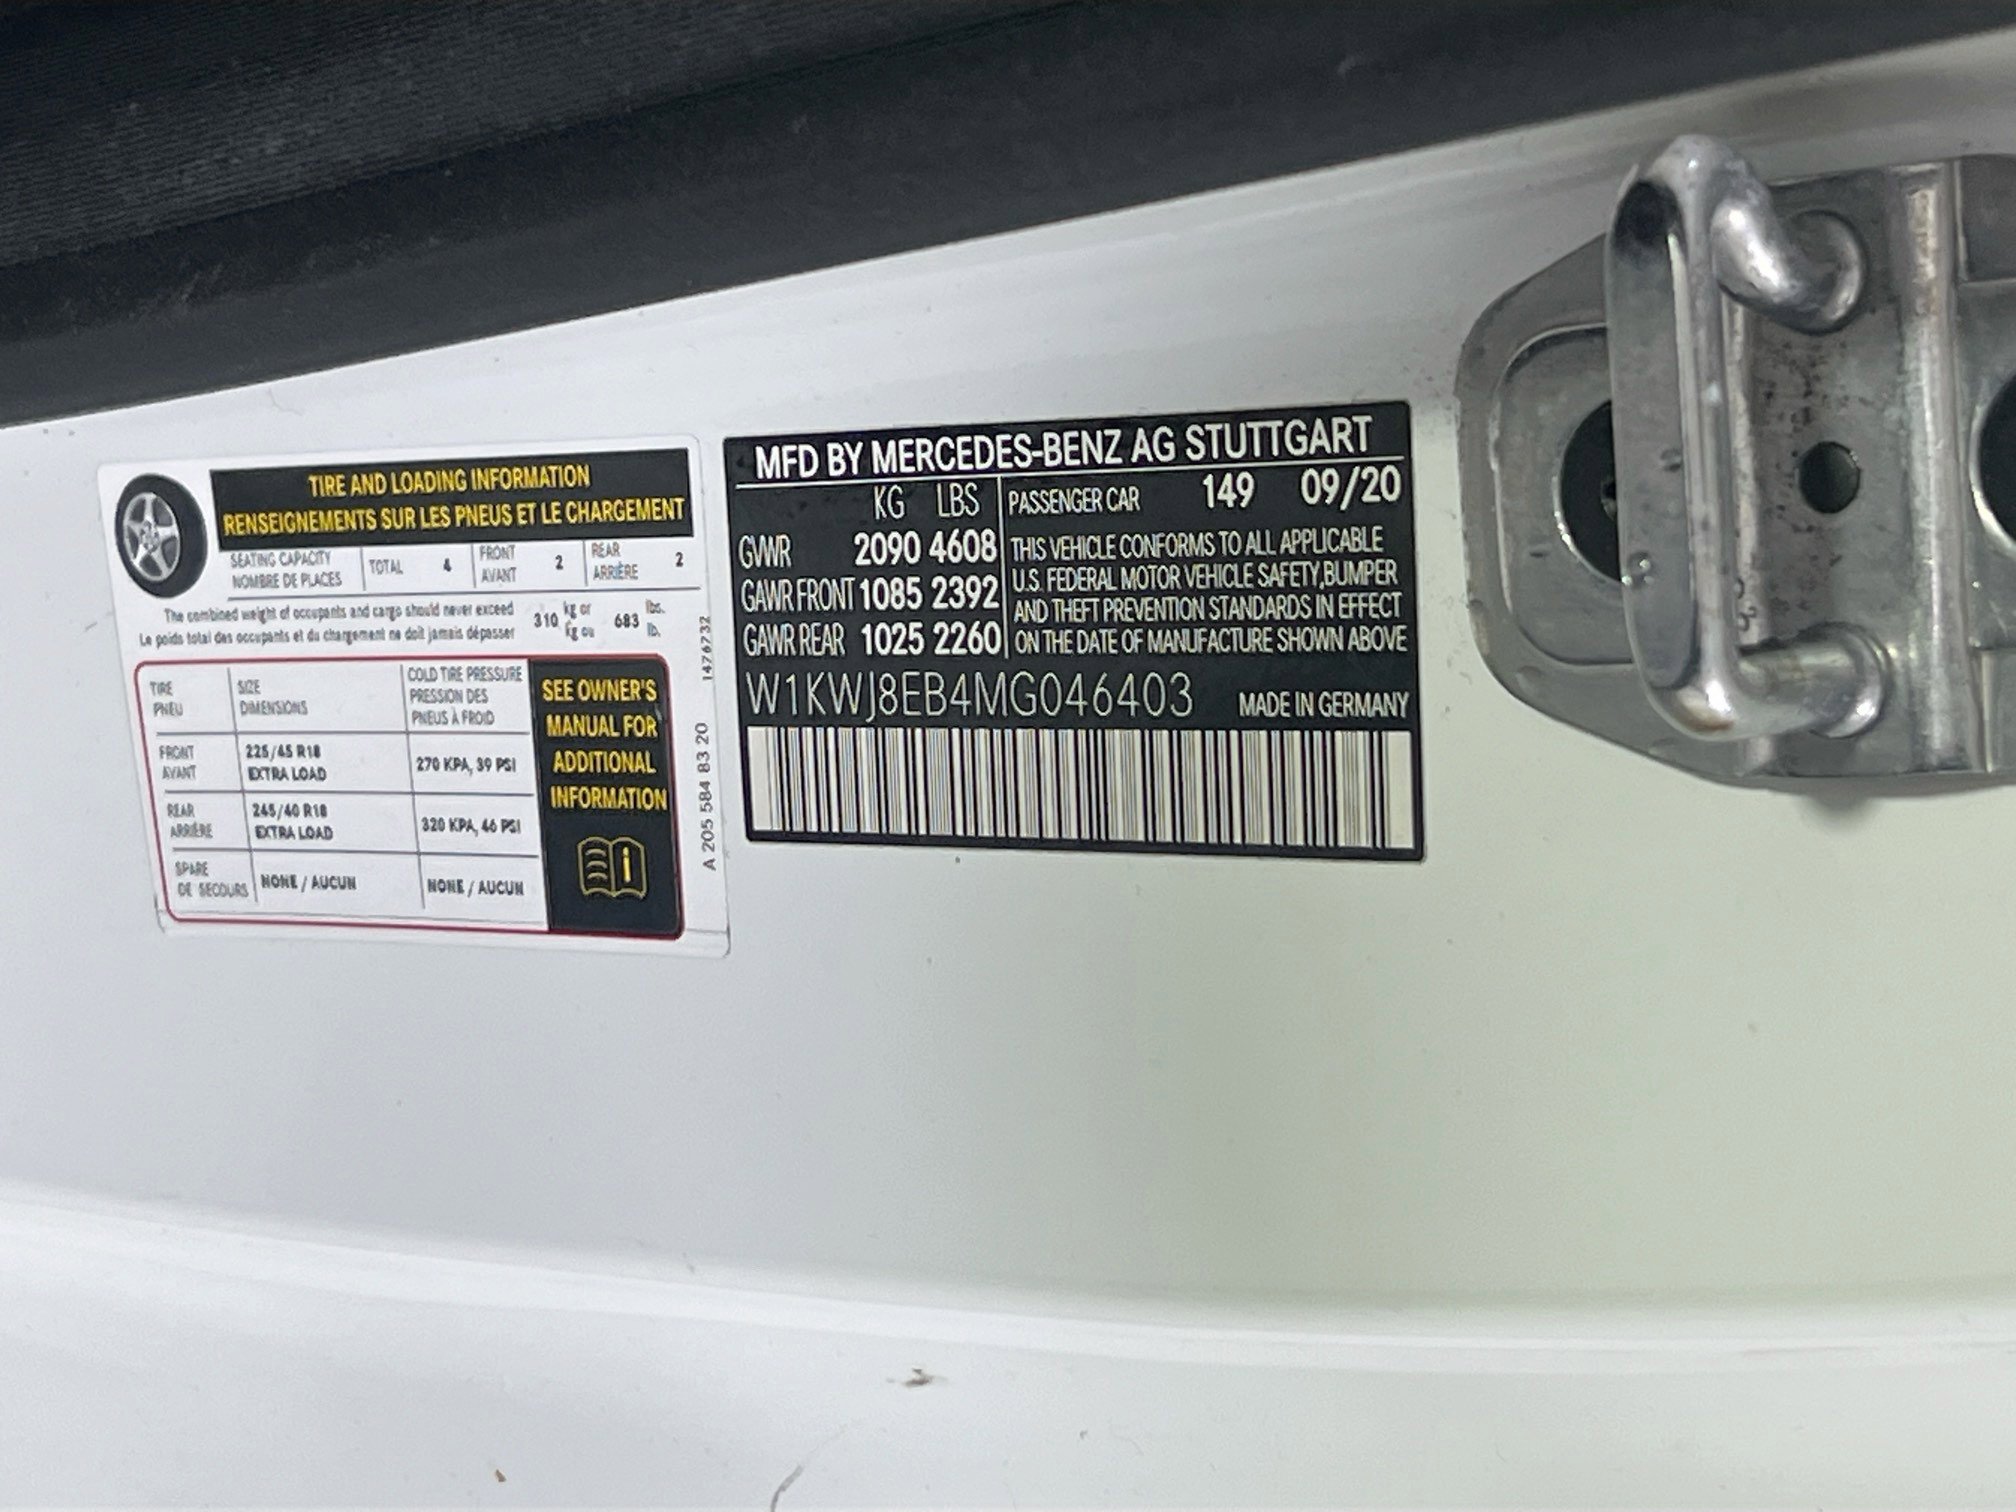 TIRE AND LOADING INFORMATION
RENSEIGNEMENTS SUR LES PNEUS ET LE CHARGEMENT
SEATING CAPACITY
NOMBRE DE PLACES
TOTAL 4
FRONT
AVANT
2
REAR
ARRIÈRE
2
The combined weight of occupants and cargo should never exceed
Le poids total des occupants et du chargement ne doit jamais dépasser
310
kg or
kg ou
683
lbs.
lb.
TIRE
PNEU
SIZE
DIMENSIONS
COLD TIRE PRESSURE
PRESSION DES
PNEUS À FROID
FRONT
AVANT
225/45 R18
EXTRA LOAD
270 KPA, 39 PSI
REAR
ARRIÈRE
245/40 R18
EXTRA LOAD
320 KPA, 46 PSI
SPARE
DE SECOURS
NONE / AUCUN
NONE / AUCUN
SEE OWNER'S
MANUAL FOR
ADDITIONAL
INFORMATION
i
A 205 584 83 20
1476732
MFD BY MERCEDES-BENZ AG STUTTGART
KG LBS
GVWR 2090 4608
GAWR FRONT 1085 2392
GAWR REAR 1025 2260
PASSENGER CAR 149 09/20
THIS VEHICLE CONFORMS TO ALL APPLICABLE
U.S. FEDERAL MOTOR VEHICLE SAFETY,BUMPER
AND THEFT PREVENTION STANDARDS IN EFFECT
ON THE DATE OF MANUFACTURE SHOWN ABOVE
W1KWJ8EB4MG046403 MADE IN GERMANY